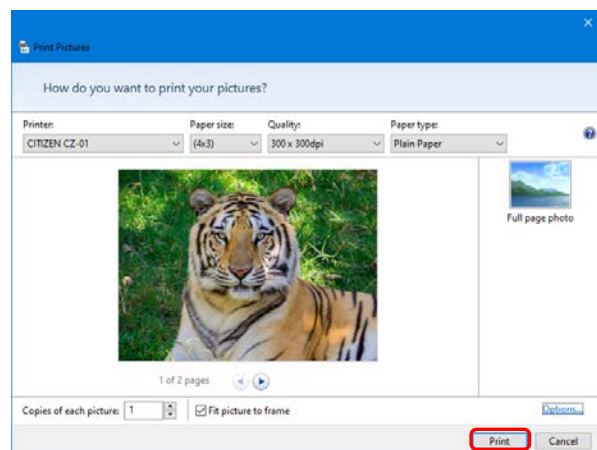 Print Pictures
How do you want to print your pictures?
Printer: Paper size: Quality: Paper type:
CITIZEN CZ-01 (4x3) 300 x 300dpi Plain Paper
Full page photo
1 of 2 pages
Copies of each picture: 1 Fit picture to frame Options...
Print Cancel